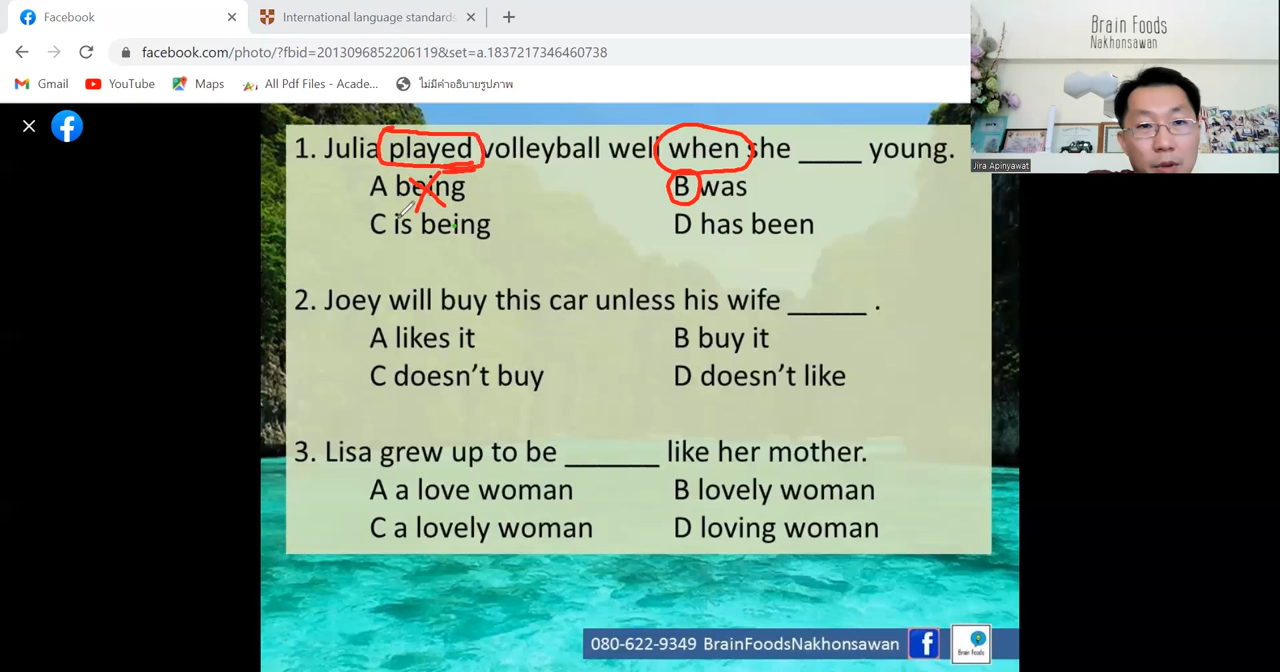 Facebook
International language standards
facebook.com/photo/?fbid=2013096852206119&set=a.1837217346460738
Gmail YouTube Maps All Pdf Files - Acade... ไม่มีคำอธิบายรูปภาพ
Brain Foods
Nakhonsawan
Jira Apinyawat
1. Julia played volleyball well when she ____ young.
A being B was
C is being D has been
2. Joey will buy this car unless his wife _____ .
A likes it B buy it
C doesn’t buy D doesn’t like
3. Lisa grew up to be ______ like her mother.
A a love woman B lovely woman
C a lovely woman D loving woman
080-622-9349 BrainFoodsNakhonsawan
Brain Foods